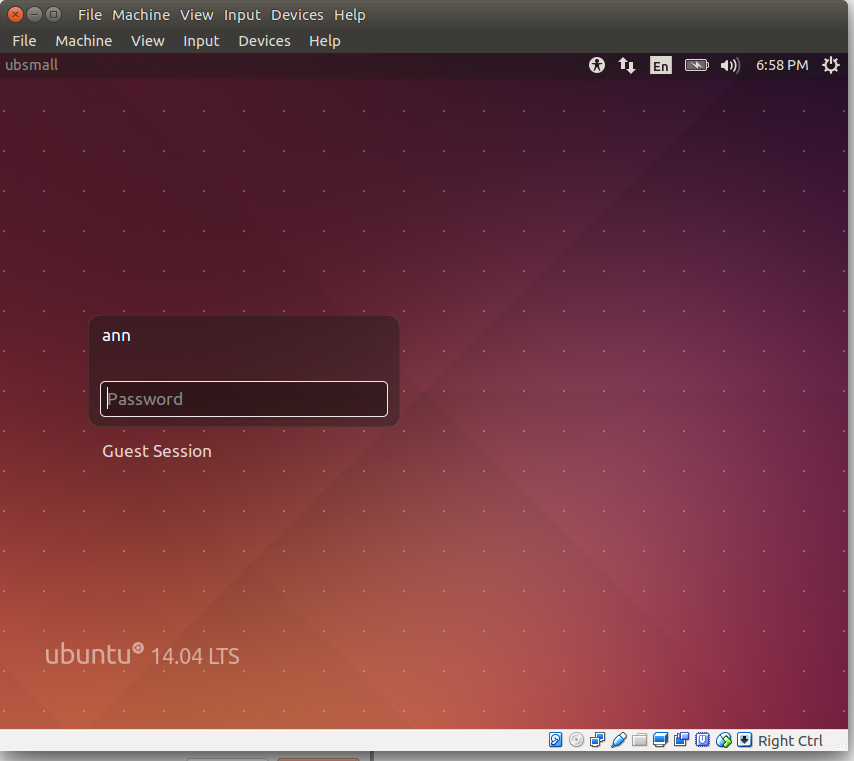 File Machine View Input Devices Help
File Machine View Input Devices Help
ubsmall En 6:58 PM
ann
Password
Guest Session
ubuntu 14.04 LTS
Right Ctrl